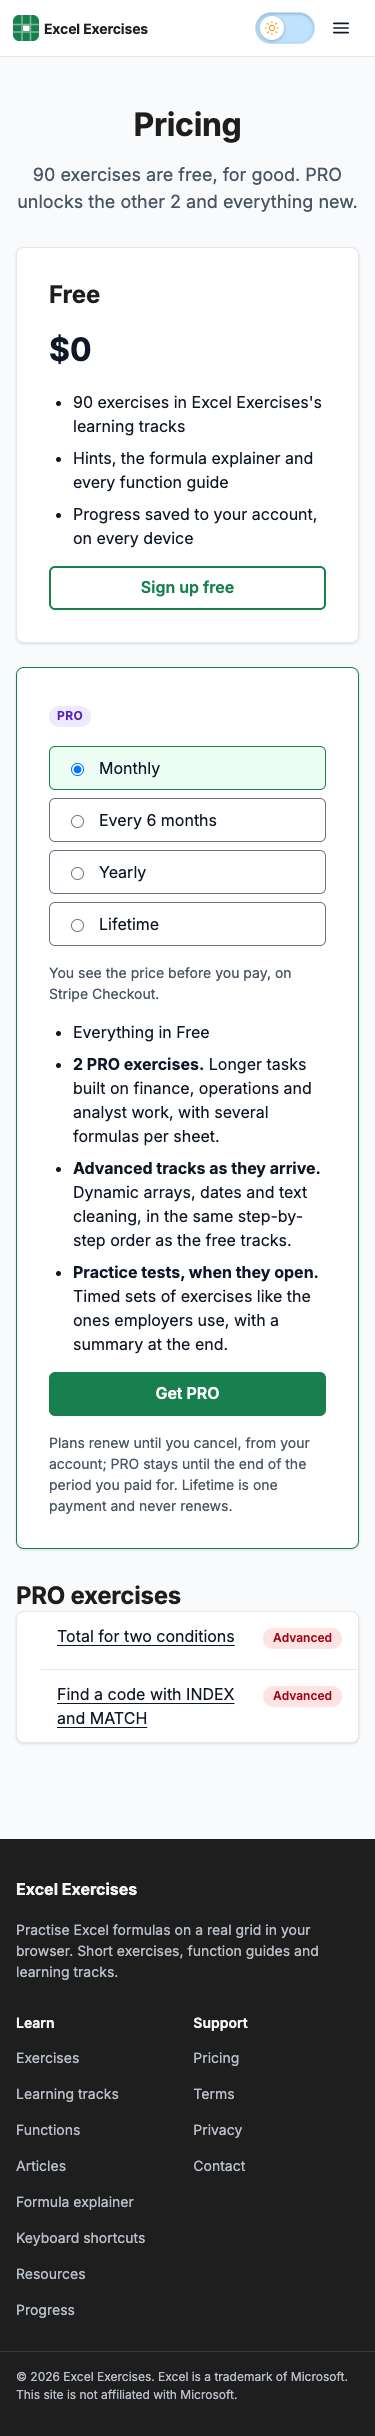 Excel Exercises
Pricing
90 exercises are free, for good. PRO
unlocks the other 2 and everything new.
Free
$0
90 exercises in Excel Exercises's
learning tracks
Hints, the formula explainer and
every function guide
Progress saved to your account,
on every device
Sign up free
PRO
Monthly
Every 6 months
Yearly
Lifetime
You see the price before you pay, on
Stripe Checkout.
Everything in Free
2 PRO exercises. Longer tasks
built on finance, operations and
analyst work, with several
formulas per sheet.
Advanced tracks as they arrive.
Dynamic arrays, dates and text
cleaning, in the same step-by-
step order as the free tracks.
Practice tests, when they open.
Timed sets of exercises like the
ones employers use, with a
summary at the end.
Get PRO
Plans renew until you cancel, from your
account; PRO stays until the end of the
period you paid for. Lifetime is one
payment and never renews.
PRO exercises
Total for two conditions
Advanced
Find a code with INDEX
and MATCH
Advanced
Excel Exercises
Practise Excel formulas on a real grid in your
browser. Short exercises, function guides and
learning tracks.
Learn
Exercises
Learning tracks
Functions
Articles
Formula explainer
Keyboard shortcuts
Resources
Progress
Support
Pricing
Terms
Privacy
Contact
© 2026 Excel Exercises. Excel is a trademark of Microsoft.
This site is not affiliated with Microsoft.